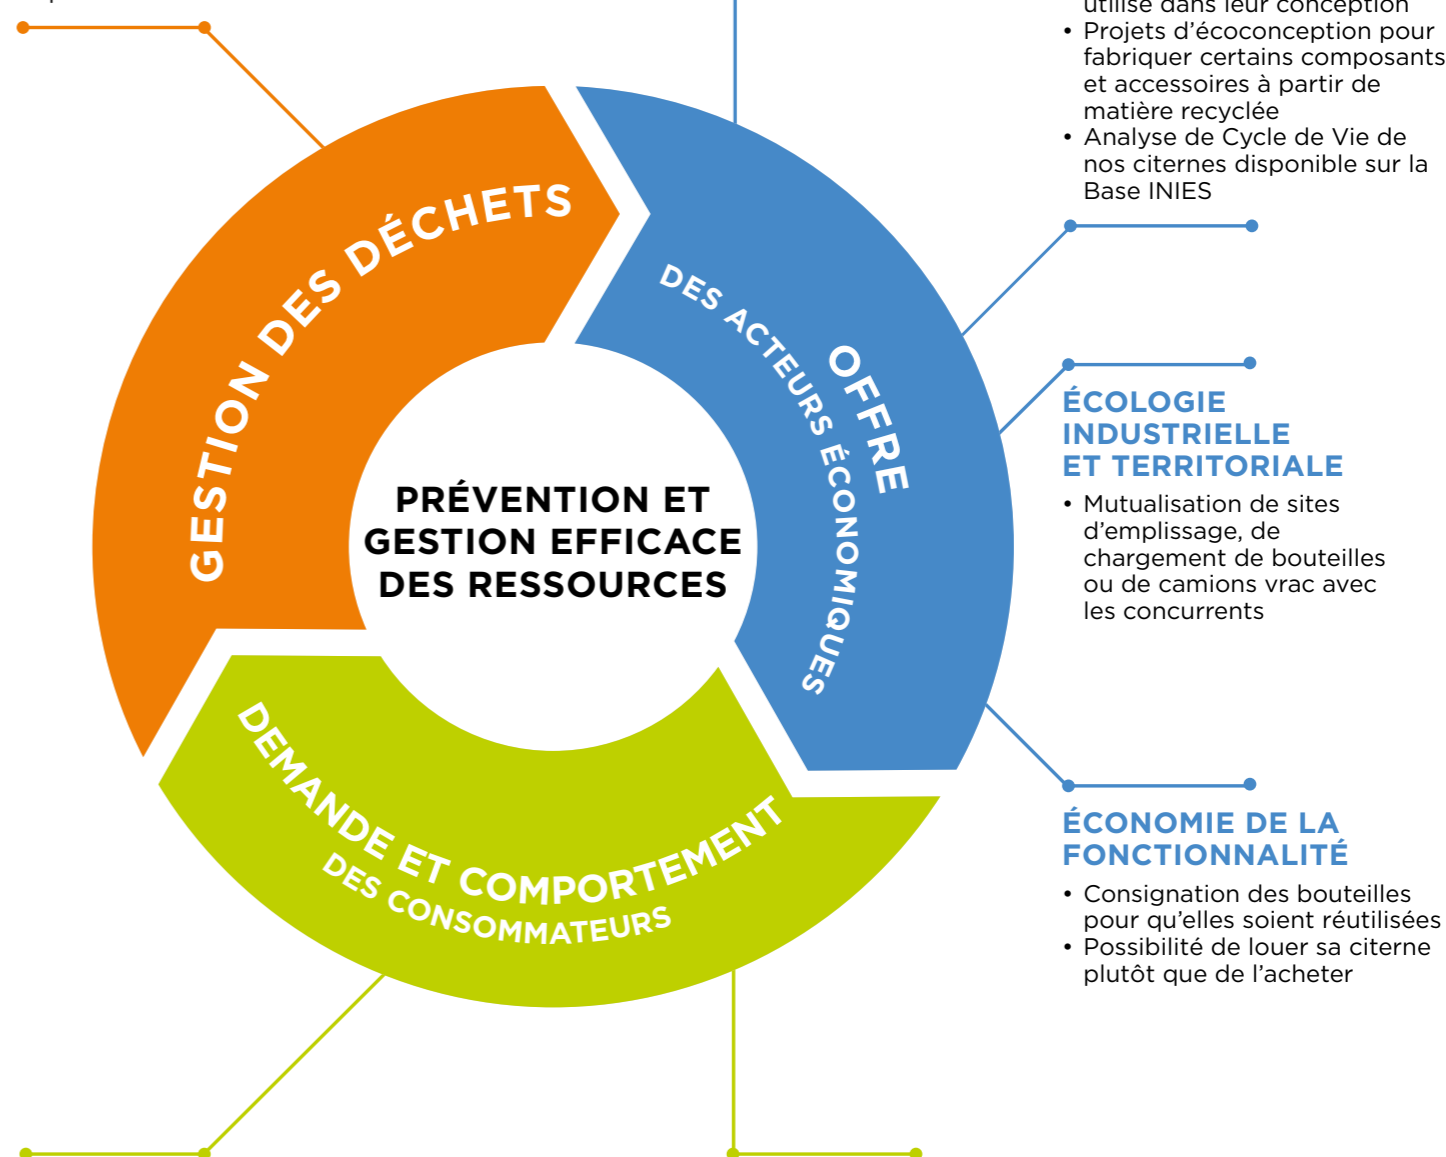 utilisé dans leur conception
• Projets d’écoconception pour
fabriquer certains composants
et accessoires à partir de
matière recyclée
• Analyse de Cycle de Vie de
nos citernes disponible sur la
Base INIES
GESTION DES DÉCHETS
OFFRE
DES ACTEURS ÉCONOMIQUES
PRÉVENTION ET
GESTION EFFICACE
DES RESSOURCES
DEMANDE ET COMPORTEMENT
DES CONSOMMATEURS
ÉCOLOGIE
INDUSTRIELLE
ET TERRITORIALE
• Mutualisation de sites
d’emplissage, de
chargement de bouteilles
ou de camions vrac avec
les concurrents
ÉCONOMIE DE LA
FONCTIONNALITÉ
• Consignation des bouteilles
pour qu’elles soient réutilisées
• Possibilité de louer sa citerne
plutôt que de l’acheter